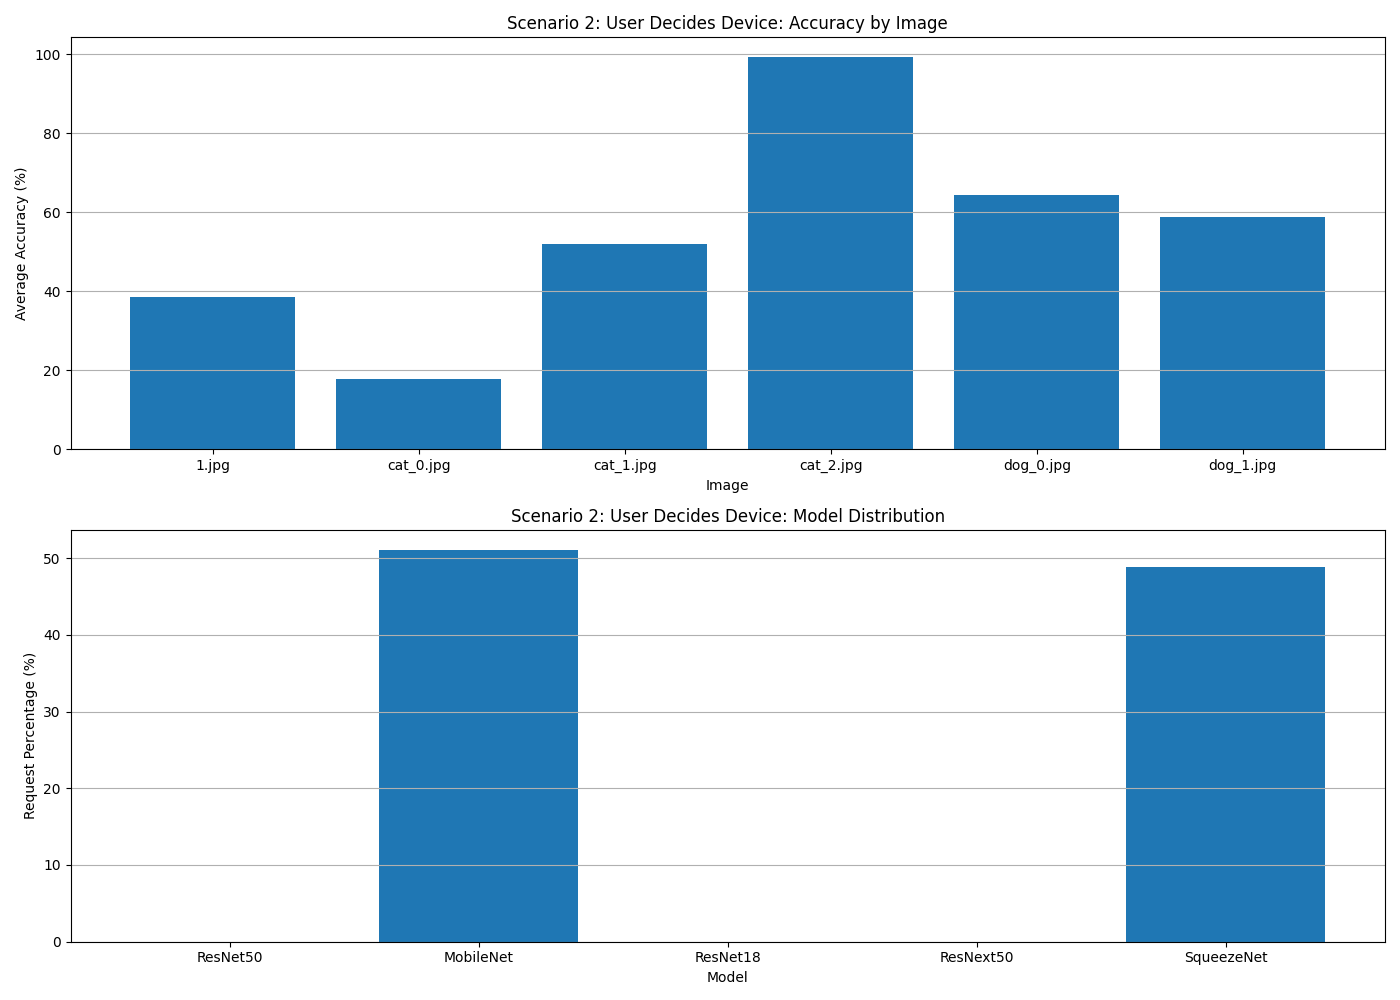 Scenario 2: User Decides Device: Accuracy by Image
100
80
60
40
20
0
Average Accuracy (%)
1.jpg cat_0.jpg cat_1.jpg cat_2.jpg dog_0.jpg dog_1.jpg
Image
Scenario 2: User Decides Device: Model Distribution
50
40
30
20
10
0
Request Percentage (%)
ResNet50 MobileNet ResNet18 ResNext50 SqueezeNet
Model